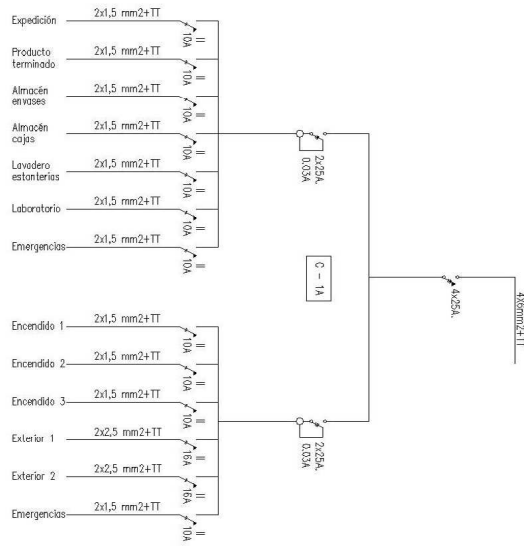 Expedición
2x1,5 mm2+TT
10A
Producto
terminado
2x1,5 mm2+TT
10A
Almacén
envases
2x1,5 mm2+TT
10A
Almacén
cajas
2x1,5 mm2+TT
10A
Lavadero
estanterias
2x1,5 mm2+TT
10A
Laboratorio
2x1,5 mm2+TT
10A
Emergencias
2x1,5 mm2+TT
10A
2x25A.
0.03A
C - 1A
4x25A.
4x6mm2+TT
Encendido 1
2x1,5 mm2+TT
10A
Encendido 2
2x1,5 mm2+TT
10A
Encendido 3
2x1,5 mm2+TT
10A
Exterior 1
2x2,5 mm2+TT
16A
Exterior 2
2x2,5 mm2+TT
16A
Emergencias
2x1,5 mm2+TT
10A
2x25A.
0.03A